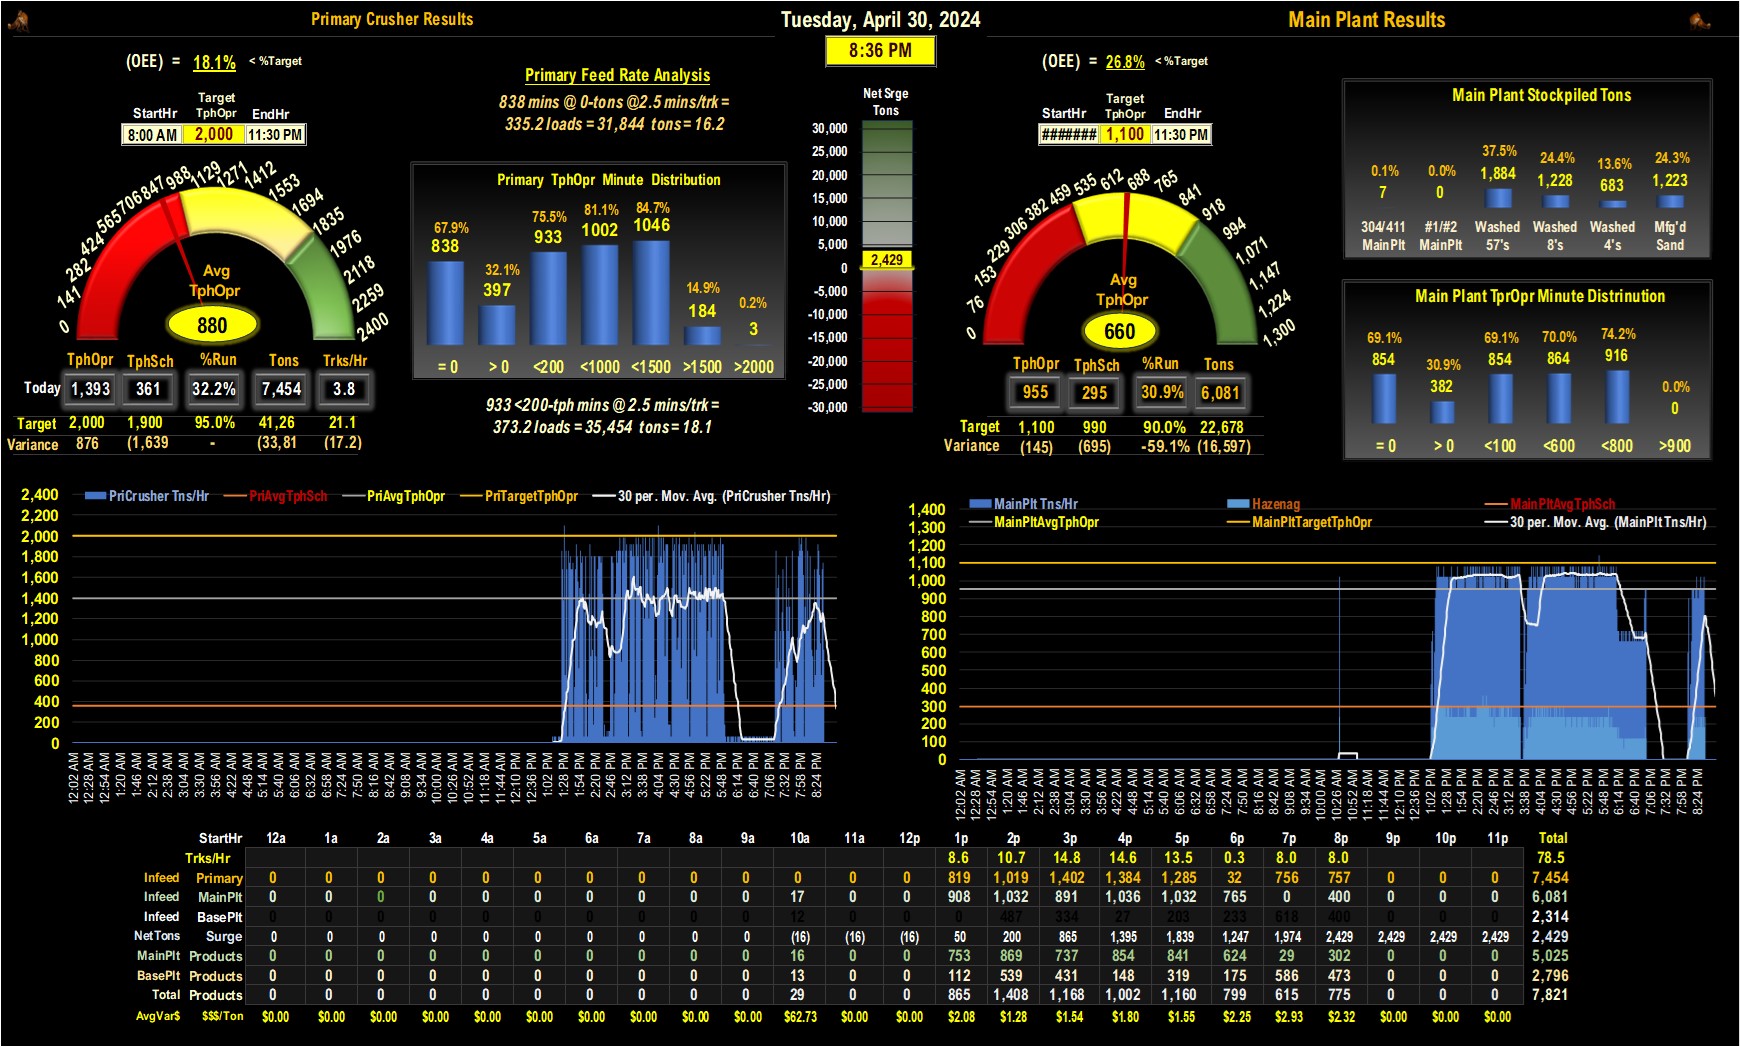 Primary Crusher Results
Tuesday, April 30, 2024
Main Plant Results
8:36 PM
(OEE) = 18.1% < %Target
StartHr Target TphOpr EndHr
8:00 AM 2,000 11:30 PM
0 141 282 424 565 706 847 988 1129 1271 1412 1553 1694 1835 1976 2118 2259 2400
Avg
TphOpr
880
TphOpr TphSch %Run Tons Trks/Hr
Today 1,393 361 32.2% 7,454 3.8
Target 2,000 1,900 95.0% 41,26 21.1
Variance 876 (1,639 - (33,81 (17.2)
Primary Feed Rate Analysis
838 mins @ 0-tons @2.5 mins/trk =
335.2 loads = 31,844 tons = 16.2
Primary TphOpr Minute Distribution
67.9% 32.1% 75.5% 81.1% 84.7% 14.9% 0.2%
838 397 933 1002 1046 184 3
= 0 > 0 <200 <1000 <1500 >1500 >2000
933 <200-tph mins @ 2.5 mins/trk =
373.2 loads = 35,454 tons = 18.1
Net Srge
Tons
30,000
25,000
20,000
15,000
10,000
5,000
2,429
0
-5,000
-10,000
-15,000
-20,000
-25,000
-30,000
(OEE) = 26.8% < %Target
StartHr Target TphOpr EndHr
####### 1,100 11:30 PM
0 76 153 229 306 382 459 535 612 688 765 841 918 994 1,071 1,147 1,224 1,300
Avg
TphOpr
660
TphOpr TphSch %Run Tons
955 295 30.9% 6,081
Target 1,100 990 90.0% 22,678
Variance (145) (695) -59.1% (16,597)
Main Plant Stockpiled Tons
0.1% 0.0% 37.5% 24.4% 13.6% 24.3%
7 0 1,884 1,228 683 1,223
304/411 #1/#2 Washed Washed Washed Mfg'd
MainPlt MainPlt 57's 8's 4's Sand
Main Plant TprOpr Minute Distrinution
69.1% 30.9% 69.1% 70.0% 74.2% 0.0%
854 382 854 864 916 0
= 0 > 0 <100 <600 <800 >900
PriCrusher Tns/Hr PriAvgTphSch PriAvgTphOpr PriTargetTphOpr 30 per. Mov. Avg. (PriCrusher Tns/Hr)
2,400
2,200
2,000
1,800
1,600
1,400
1,200
1,000
800
600
400
200
0
12:02 AM 12:28 AM 12:54 AM 1:20 AM 1:46 AM 2:12 AM 2:38 AM 3:04 AM 3:30 AM 3:56 AM 4:22 AM 4:48 AM 5:14 AM 5:40 AM 6:06 AM 6:32 AM 6:58 AM 7:24 AM 7:50 AM 8:16 AM 8:42 AM 9:08 AM 9:34 AM 10:00 AM 10:26 AM 10:52 AM 11:18 AM 11:44 AM 12:10 PM 12:36 PM 1:02 PM 1:28 PM 1:54 PM 2:20 PM 2:46 PM 3:12 PM 3:38 PM 4:04 PM 4:30 PM 4:56 PM 5:22 PM 5:48 PM 6:14 PM 6:40 PM 7:06 PM 7:32 PM 7:58 PM 8:24 PM
MainPlt Tns/Hr Hazenag MainPltAvgTphSch
MainPltAvgTphOpr MainPltTargetTphOpr 30 per. Mov. Avg. (MainPlt Tns/Hr)
1,400
1,300
1,200
1,100
1,000
900
800
700
600
500
400
300
200
100
0
12:02 AM 12:28 AM 12:54 AM 1:20 AM 1:46 AM 2:12 AM 2:38 AM 3:04 AM 3:30 AM 3:56 AM 4:22 AM 4:48 AM 5:14 AM 5:40 AM 6:06 AM 6:32 AM 6:58 AM 7:24 AM 7:50 AM 8:16 AM 8:42 AM 9:08 AM 9:34 AM 10:00 AM 10:26 AM 10:52 AM 11:18 AM 11:44 AM 12:10 PM 12:36 PM 1:02 PM 1:28 PM 1:54 PM 2:20 PM 2:46 PM 3:12 PM 3:38 PM 4:04 PM 4:30 PM 4:56 PM 5:22 PM 5:48 PM 6:14 PM 6:40 PM 7:06 PM 7:32 PM 7:58 PM 8:24 PM
StartHr 12a 1a 2a 3a 4a 5a 6a 7a 8a 9a 10a 11a 12p 1p 2p 3p 4p 5p 6p 7p 8p 9p 10p 11p Total
Trks/Hr 8.6 10.7 14.8 14.6 13.5 0.3 8.0 8.0 78.5
Infeed Primary 0 0 0 0 0 0 0 0 0 0 0 0 0 819 1,019 1,402 1,384 1,285 32 756 757 0 0 0 7,454
Infeed MainPlt 0 0 0 0 0 0 0 0 0 0 17 0 0 908 1,032 891 1,036 1,032 765 0 400 0 0 0 6,081
Infeed BasePlt 0 0 0 0 0 0 0 0 0 0 12 0 0 0 487 334 27 203 233 618 400 0 0 0 2,314
NetTons Surge 0 0 0 0 0 0 0 0 0 0 (16) (16) (16) 50 200 865 1,395 1,839 1,247 1,974 2,429 2,429 2,429 2,429 2,429
MainPlt Products 0 0 0 0 0 0 0 0 0 0 16 0 0 753 869 737 854 841 624 29 302 0 0 0 5,025
BasePlt Products 0 0 0 0 0 0 0 0 0 0 13 0 0 112 539 431 148 319 175 586 473 0 0 0 2,796
Total Products 0 0 0 0 0 0 0 0 0 0 29 0 0 865 1,408 1,168 1,002 1,160 799 615 775 0 0 0 7,821
AvgVar$ $$$/Ton $0.00 $0.00 $0.00 $0.00 $0.00 $0.00 $0.00 $0.00 $0.00 $0.00 $62.73 $0.00 $0.00 $2.08 $1.28 $1.54 $1.80 $1.55 $2.25 $2.93 $2.32 $0.00 $0.00 $0.00